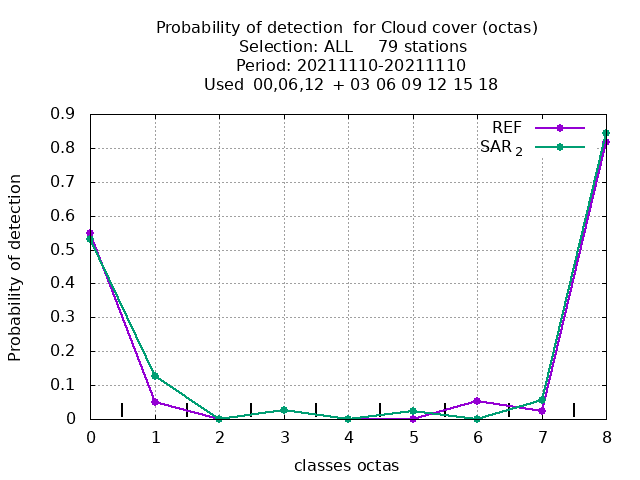 Probability of detection  for Cloud cover (octas)
Selection: ALL     79 stations
Period: 20211110-20211110
Used  00,06,12  + 03 06 09 12 15 18
REF
SAR 2
0.9
0.8
0.7
0.6
0.5
0.4
0.3
0.2
0.1
0
Probability of detection
0 1 2 3 4 5 6 7 8
classes octas